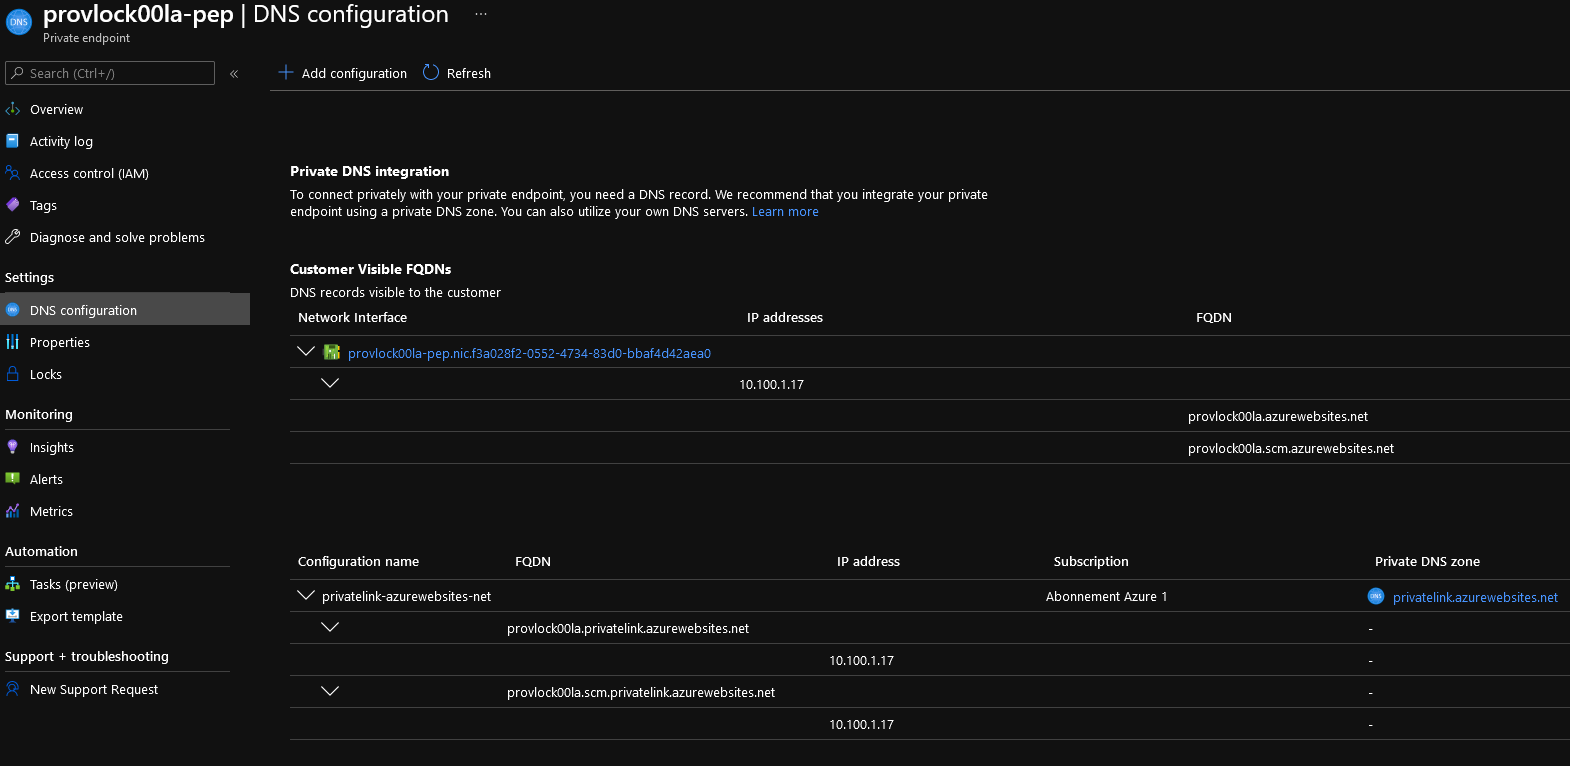 provlock00la-pep | DNS configuration ...
DNS
Private endpoint
Search (Ctrl+/)
«
Add configuration
Refresh
Overview
Activity log
Access control (IAM)
Tags
Diagnose and solve problems
Settings
DNS configuration
Properties
Locks
Monitoring
Insights
Alerts
Metrics
Automation
Tasks (preview)
Export template
Support + troubleshooting
New Support Request
Private DNS integration
To connect privately with your private endpoint, you need a DNS record. We recommend that you integrate your private
endpoint using a private DNS zone. You can also utilize your own DNS servers. Learn more
Customer Visible FQDNs
DNS records visible to the customer
Network Interface IP addresses FQDN
provlock00la-pep.nic.f3a028f2-0552-4734-83d0-bbaf4d42aea0
10.100.1.17
provlock00la.azurewebsites.net
provlock00la.scm.azurewebsites.net
Configuration name FQDN IP address Subscription Private DNS zone
privatelink-azurewebsites-net Abonnement Azure 1 privatelink.azurewebsites.net
provlock00la.privatelink.azurewebsites.net -
10.100.1.17 -
provlock00la.scm.privatelink.azurewebsites.net -
10.100.1.17 -